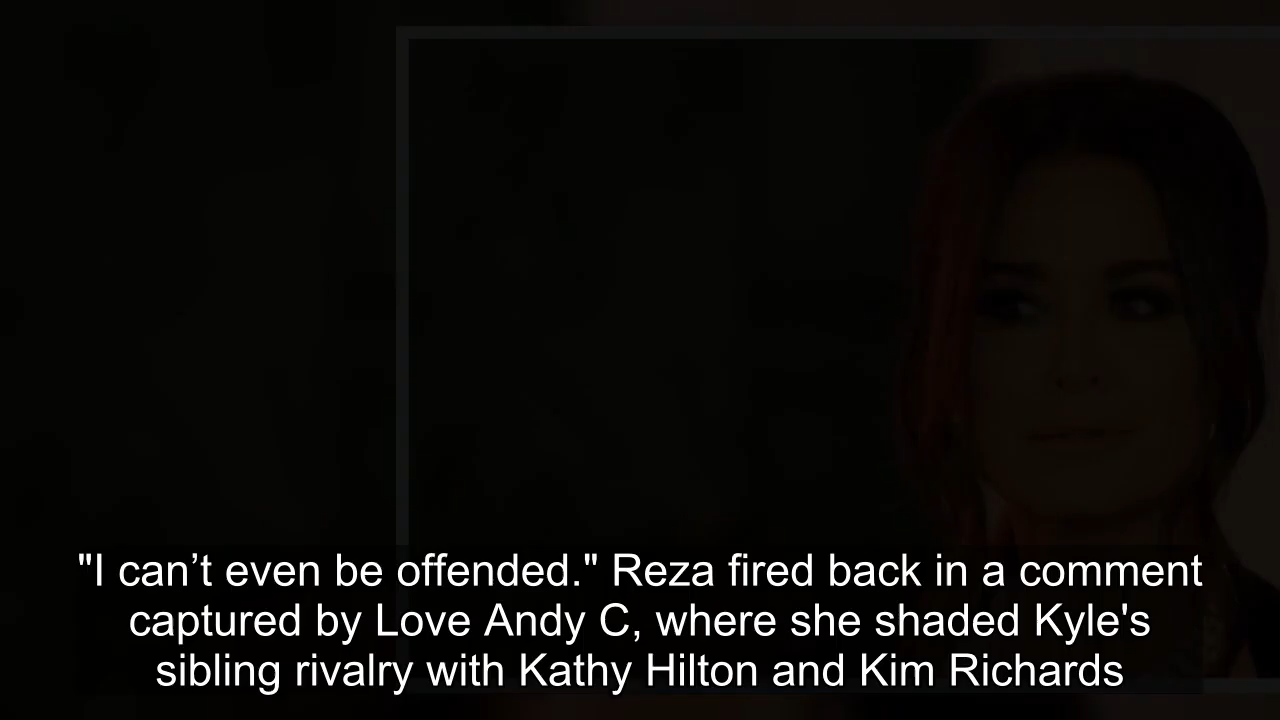 "I can’t even be offended." Reza fired back in a comment
captured by Love Andy C, where she shaded Kyle's
sibling rivalry with Kathy Hilton and Kim Richards